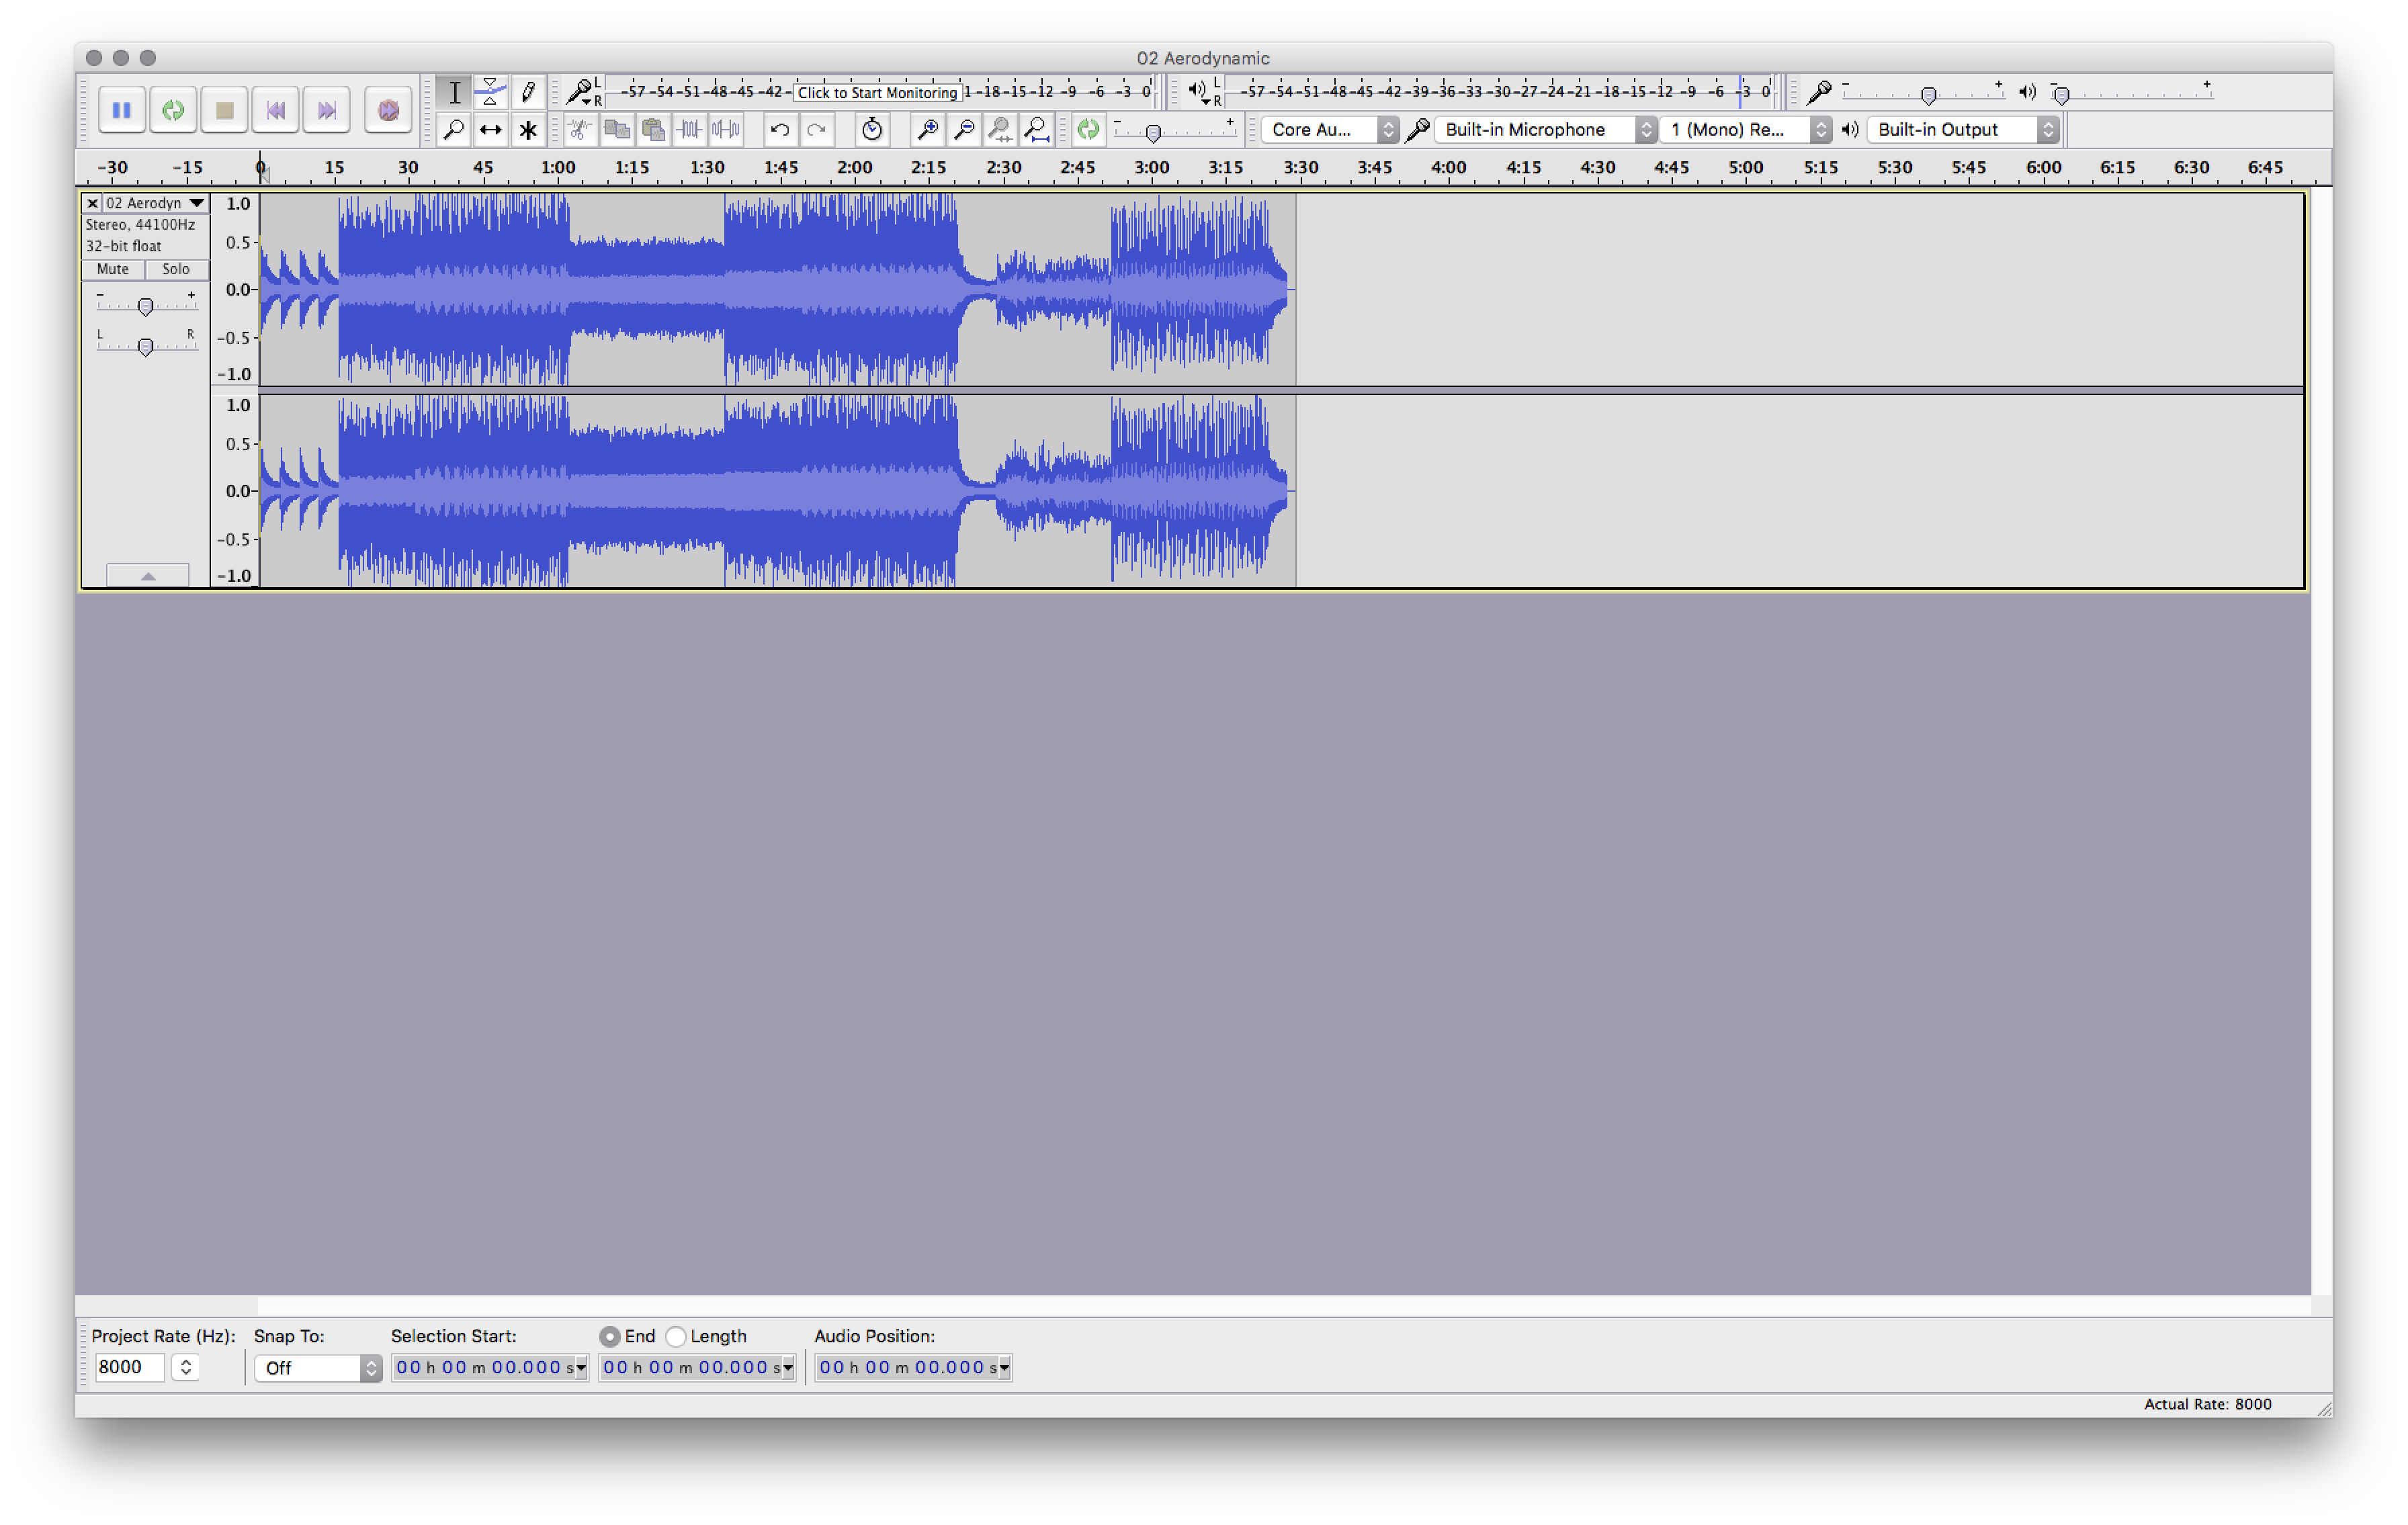 02 Aerodynamic
L
R
-57 -54 -51 -48 -45 -42 - Click to Start Monitoring 1 -18 -15 -12 -9 -6 -3 0
L
R
-57 -54 -51 -48 -45 -42 -39 -36 -33 -30 -27 -24 -21 -18 -15 -12 -9 -6 -3 0
- +
- +
- +
Core Au...
Built-in Microphone
1 (Mono) Re...
Built-in Output
-30 -15 0 15 30 45 1:00 1:15 1:30 1:45 2:00 2:15 2:30 2:45 3:00 3:15 3:30 3:45 4:00 4:15 4:30 4:45 5:00 5:15 5:30 5:45 6:00 6:15 6:30 6:45
02 Aerodyn
Stereo, 44100Hz
32-bit float
Mute Solo
- +
L R
1.0
0.5
0.0
-0.5
-1.0
1.0
0.5
0.0
-0.5
-1.0
Project Rate (Hz): Snap To: Selection Start: End Length Audio Position:
8000 Off 00 h 00 m 00.000 s 00 h 00 m 00.000 s 00 h 00 m 00.000 s
Actual Rate: 8000